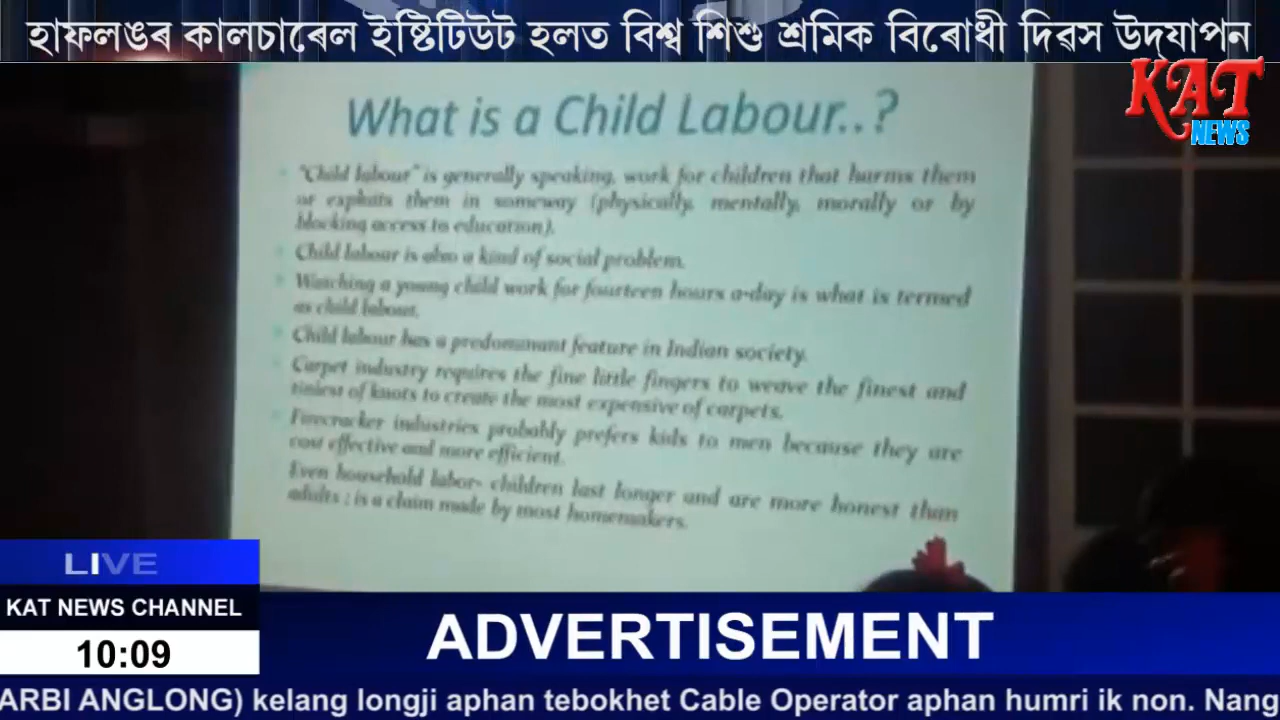 হাফলঙৰ কালচাৰেল ইষ্টিটিউট হলত বিশ্ব শিশু শ্ৰমিক বিৰোধী দিৱস উদ্‌যাপন
KAT
NEWS
What is a Child Labour..?
"Child labour" is generally speaking, work for children that harms them
or exploits them in someway (physically, mentally, morally or by
blocking access to education).
Child labour is also a kind of social problem.
Watching a young child work for fourteen hours a-day is what is termed
as child labour.
Child labour has a predominant feature in Indian society.
Carpet industry requires the fine little fingers to weave the finest and
tiniest of knots to create the most expensive of carpets.
Firecracker industries probably prefers kids to men because they are
cost effective and more efficient.
Even household labor- children last longer and are more honest than
adults : is a claim made by most homemakers.
LIVE
KAT NEWS CHANNEL
10:09
ADVERTISEMENT
ARBI ANGLONG) kelang longji aphan tebokhet Cable Operator aphan humri ik non. Nang